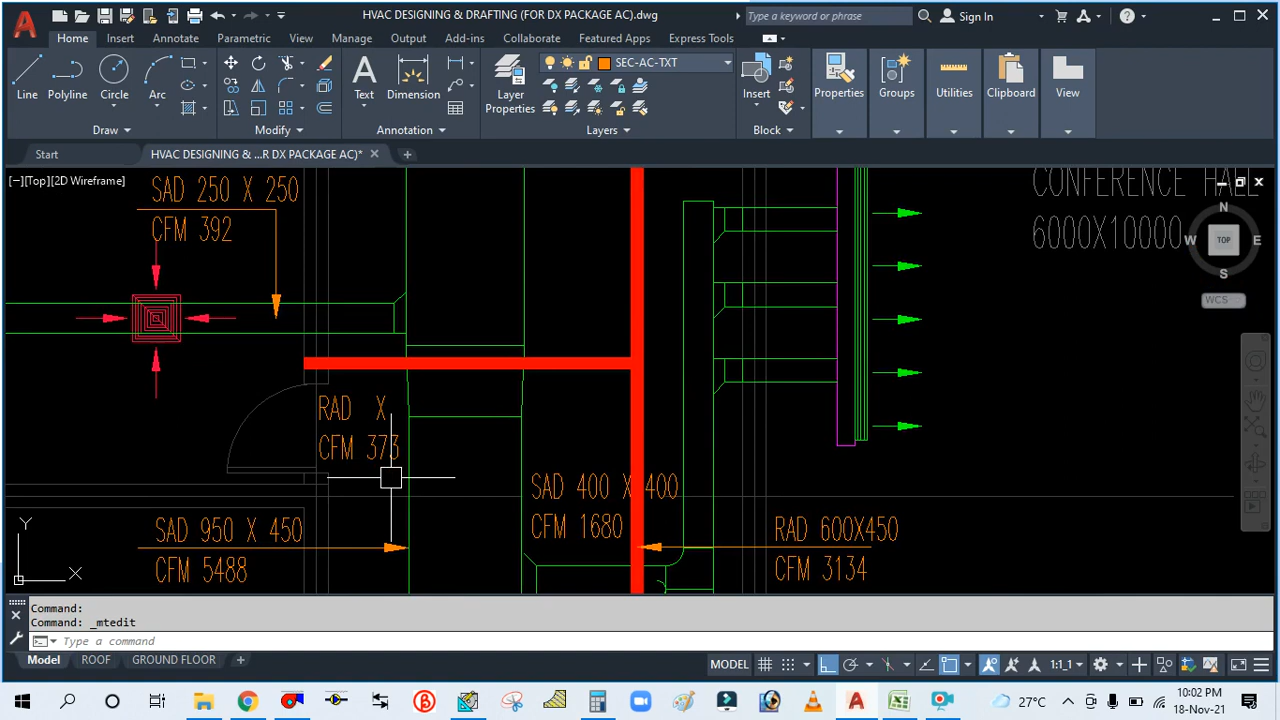 HVAC DESIGNING & DRAFTING (FOR DX PACKAGE AC).dwg
Type a keyword or phrase
Sign In
Home
Insert
Annotate
Parametric
View
Manage
Output
Add-ins
Collaborate
Featured Apps
Express Tools
Line
Polyline
Circle
Arc
Text
Dimension
Layer
Properties
SEC-AC-TXT
Insert
Properties
Groups
Utilities
Clipboard
View
Draw
Modify
Annotation
Layers
Block
Start
HVAC DESIGNING & ...R DX PACKAGE AC)*
[−][Top][2D Wireframe]
SAD 250 X 250
CFM 392
CONFERENCE HALL
6000X10000
N
W
TOP
E
S
WCS
RAD X
CFM 373
SAD 400 X 400
CFM 1680
SAD 950 X 450
CFM 5488
RAD 600X450
CFM 3134
Y
X
Command:
Command: _mtedit
Type a command
Model
ROOF
GROUND FLOOR
MODEL
1:1
27°C
10:02 PM
18-Nov-21